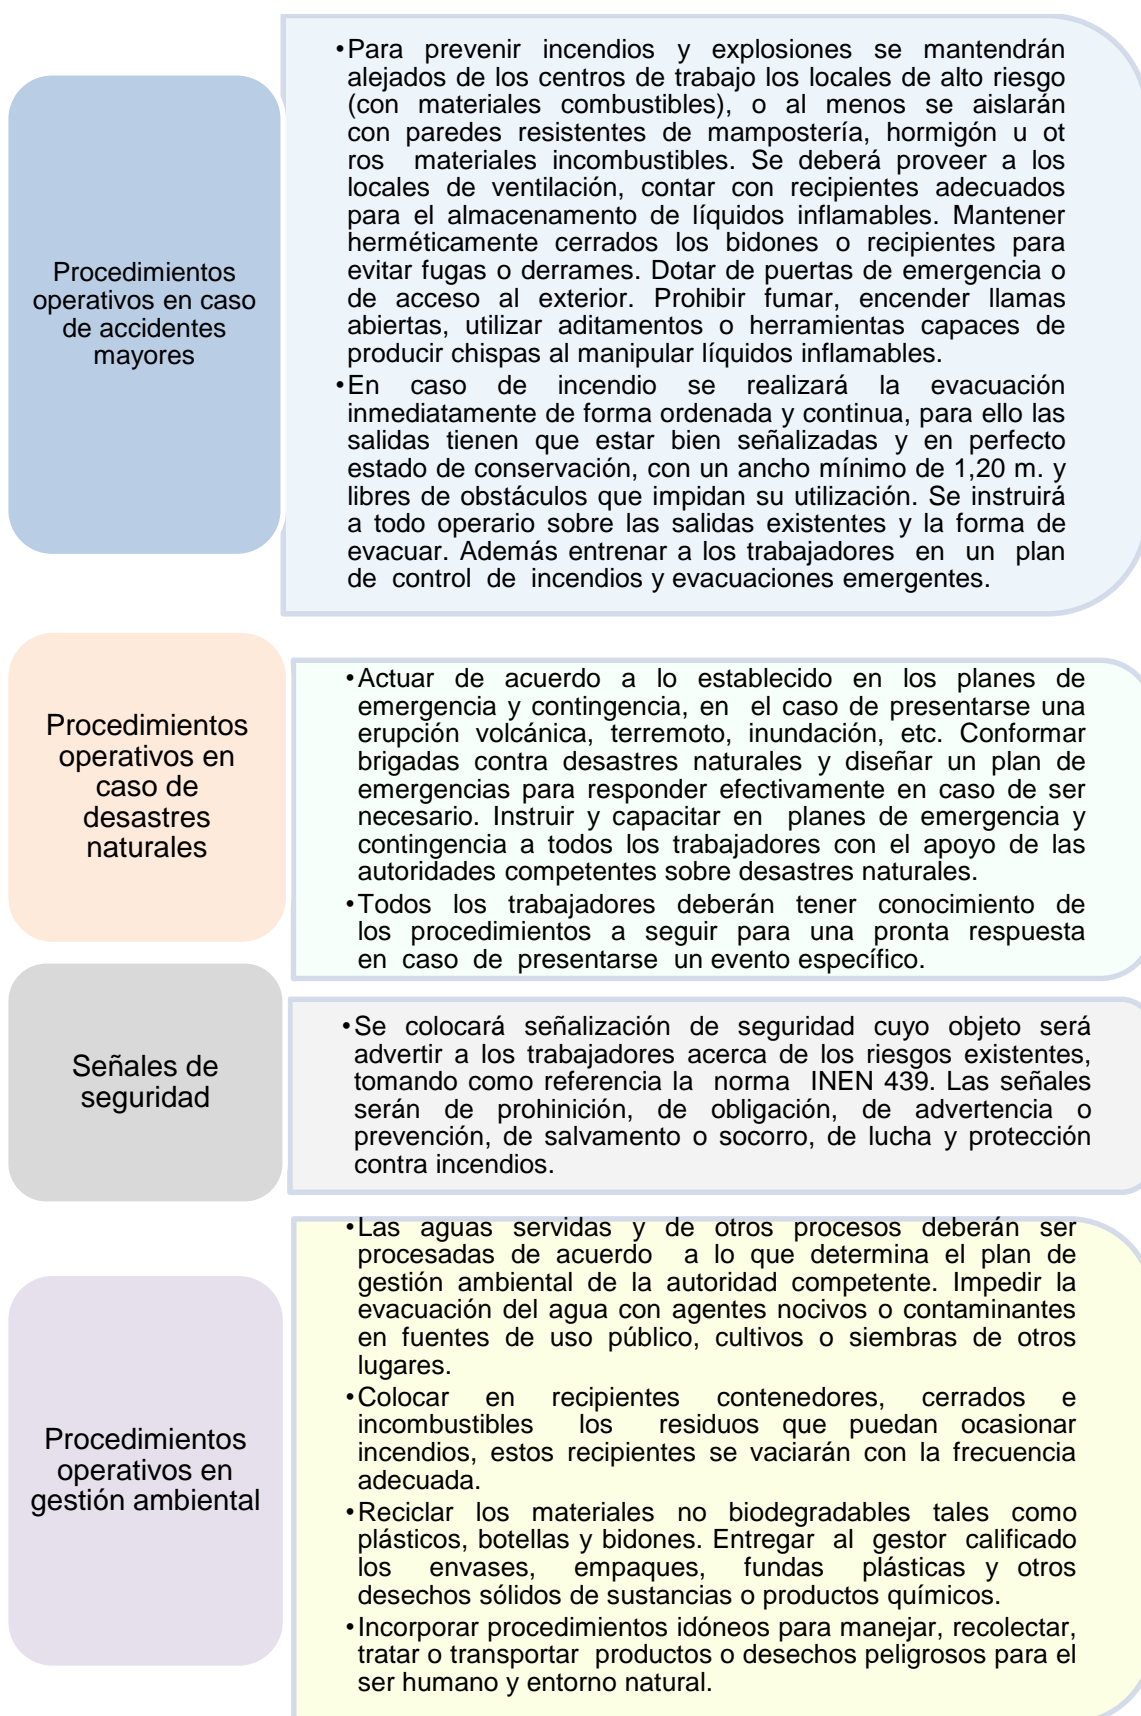 Procedimientos
operativos en caso
de accidentes
mayores
•Para prevenir incendios y explosiones se mantendrán
alejados de los centros de trabajo los locales de alto riesgo
(con materiales combustibles), o al menos se aislarán
con paredes resistentes de mampostería, hormigón u ot
ros materiales incombustibles. Se deberá proveer a los
locales de ventilación, contar con recipientes adecuados
para el almacenamiento de líquidos inflamables. Mantener
herméticamente cerrados los bidones o recipientes para
evitar fugas o derrames. Dotar de puertas de emergencia o
de acceso al exterior. Prohibir fumar, encender llamas
abiertas, utilizar aditamentos o herramientas capaces de
producir chispas al manipular líquidos inflamables.
•En caso de incendio se realizará la evacuación
inmediatamente de forma ordenada y continua, para ello las
salidas tienen que estar bien señalizadas y en perfecto
estado de conservación, con un ancho mínimo de 1,20 m. y
libres de obstáculos que impidan su utilización. Se instruirá
a todo operario sobre las salidas existentes y la forma de
evacuar. Además entrenar a los trabajadores en un plan
de control de incendios y evacuaciones emergentes.
Procedimientos
operativos en
caso de
desastres
naturales
•Actuar de acuerdo a lo establecido en los planes de
emergencia y contingencia, en el caso de presentarse una
erupción volcánica, terremoto, inundación, etc. Conformar
brigadas contra desastres naturales y diseñar un plan de
emergencias para responder efectivamente en caso de ser
necesario. Instruir y capacitar en planes de emergencia y
contingencia a todos los trabajadores con el apoyo de las
autoridades competentes sobre desastres naturales.
•Todos los trabajadores deberán tener conocimiento de
los procedimientos a seguir para una pronta respuesta
en caso de presentarse un evento específico.
Señales de
seguridad
•Se colocará señalización de seguridad cuyo objeto será
advertir a los trabajadores acerca de los riesgos existentes,
tomando como referencia la norma INEN 439. Las señales
serán de prohinición, de obligación, de advertencia o
prevención, de salvamento o socorro, de lucha y protección
contra incendios.
Procedimientos
operativos en
gestión ambiental
•Las aguas servidas y de otros procesos deberán ser
procesadas de acuerdo a lo que determina el plan de
gestión ambiental de la autoridad competente. Impedir la
evacuación del agua con agentes nocivos o contaminantes
en fuentes de uso público, cultivos o siembras de otros
lugares.
•Colocar en recipientes contenedores, cerrados e
incombustibles los residuos que puedan ocasionar
incendios, estos recipientes se vaciarán con la frecuencia
adecuada.
•Reciclar los materiales no biodegradables tales como
plásticos, botellas y bidones. Entregar al gestor calificado
los envases, empaques, fundas plásticas y otros
desechos sólidos de sustancias o productos químicos.
•Incorporar procedimientos idóneos para manejar, recolectar,
tratar o transportar productos o desechos peligrosos para el
ser humano y entorno natural.